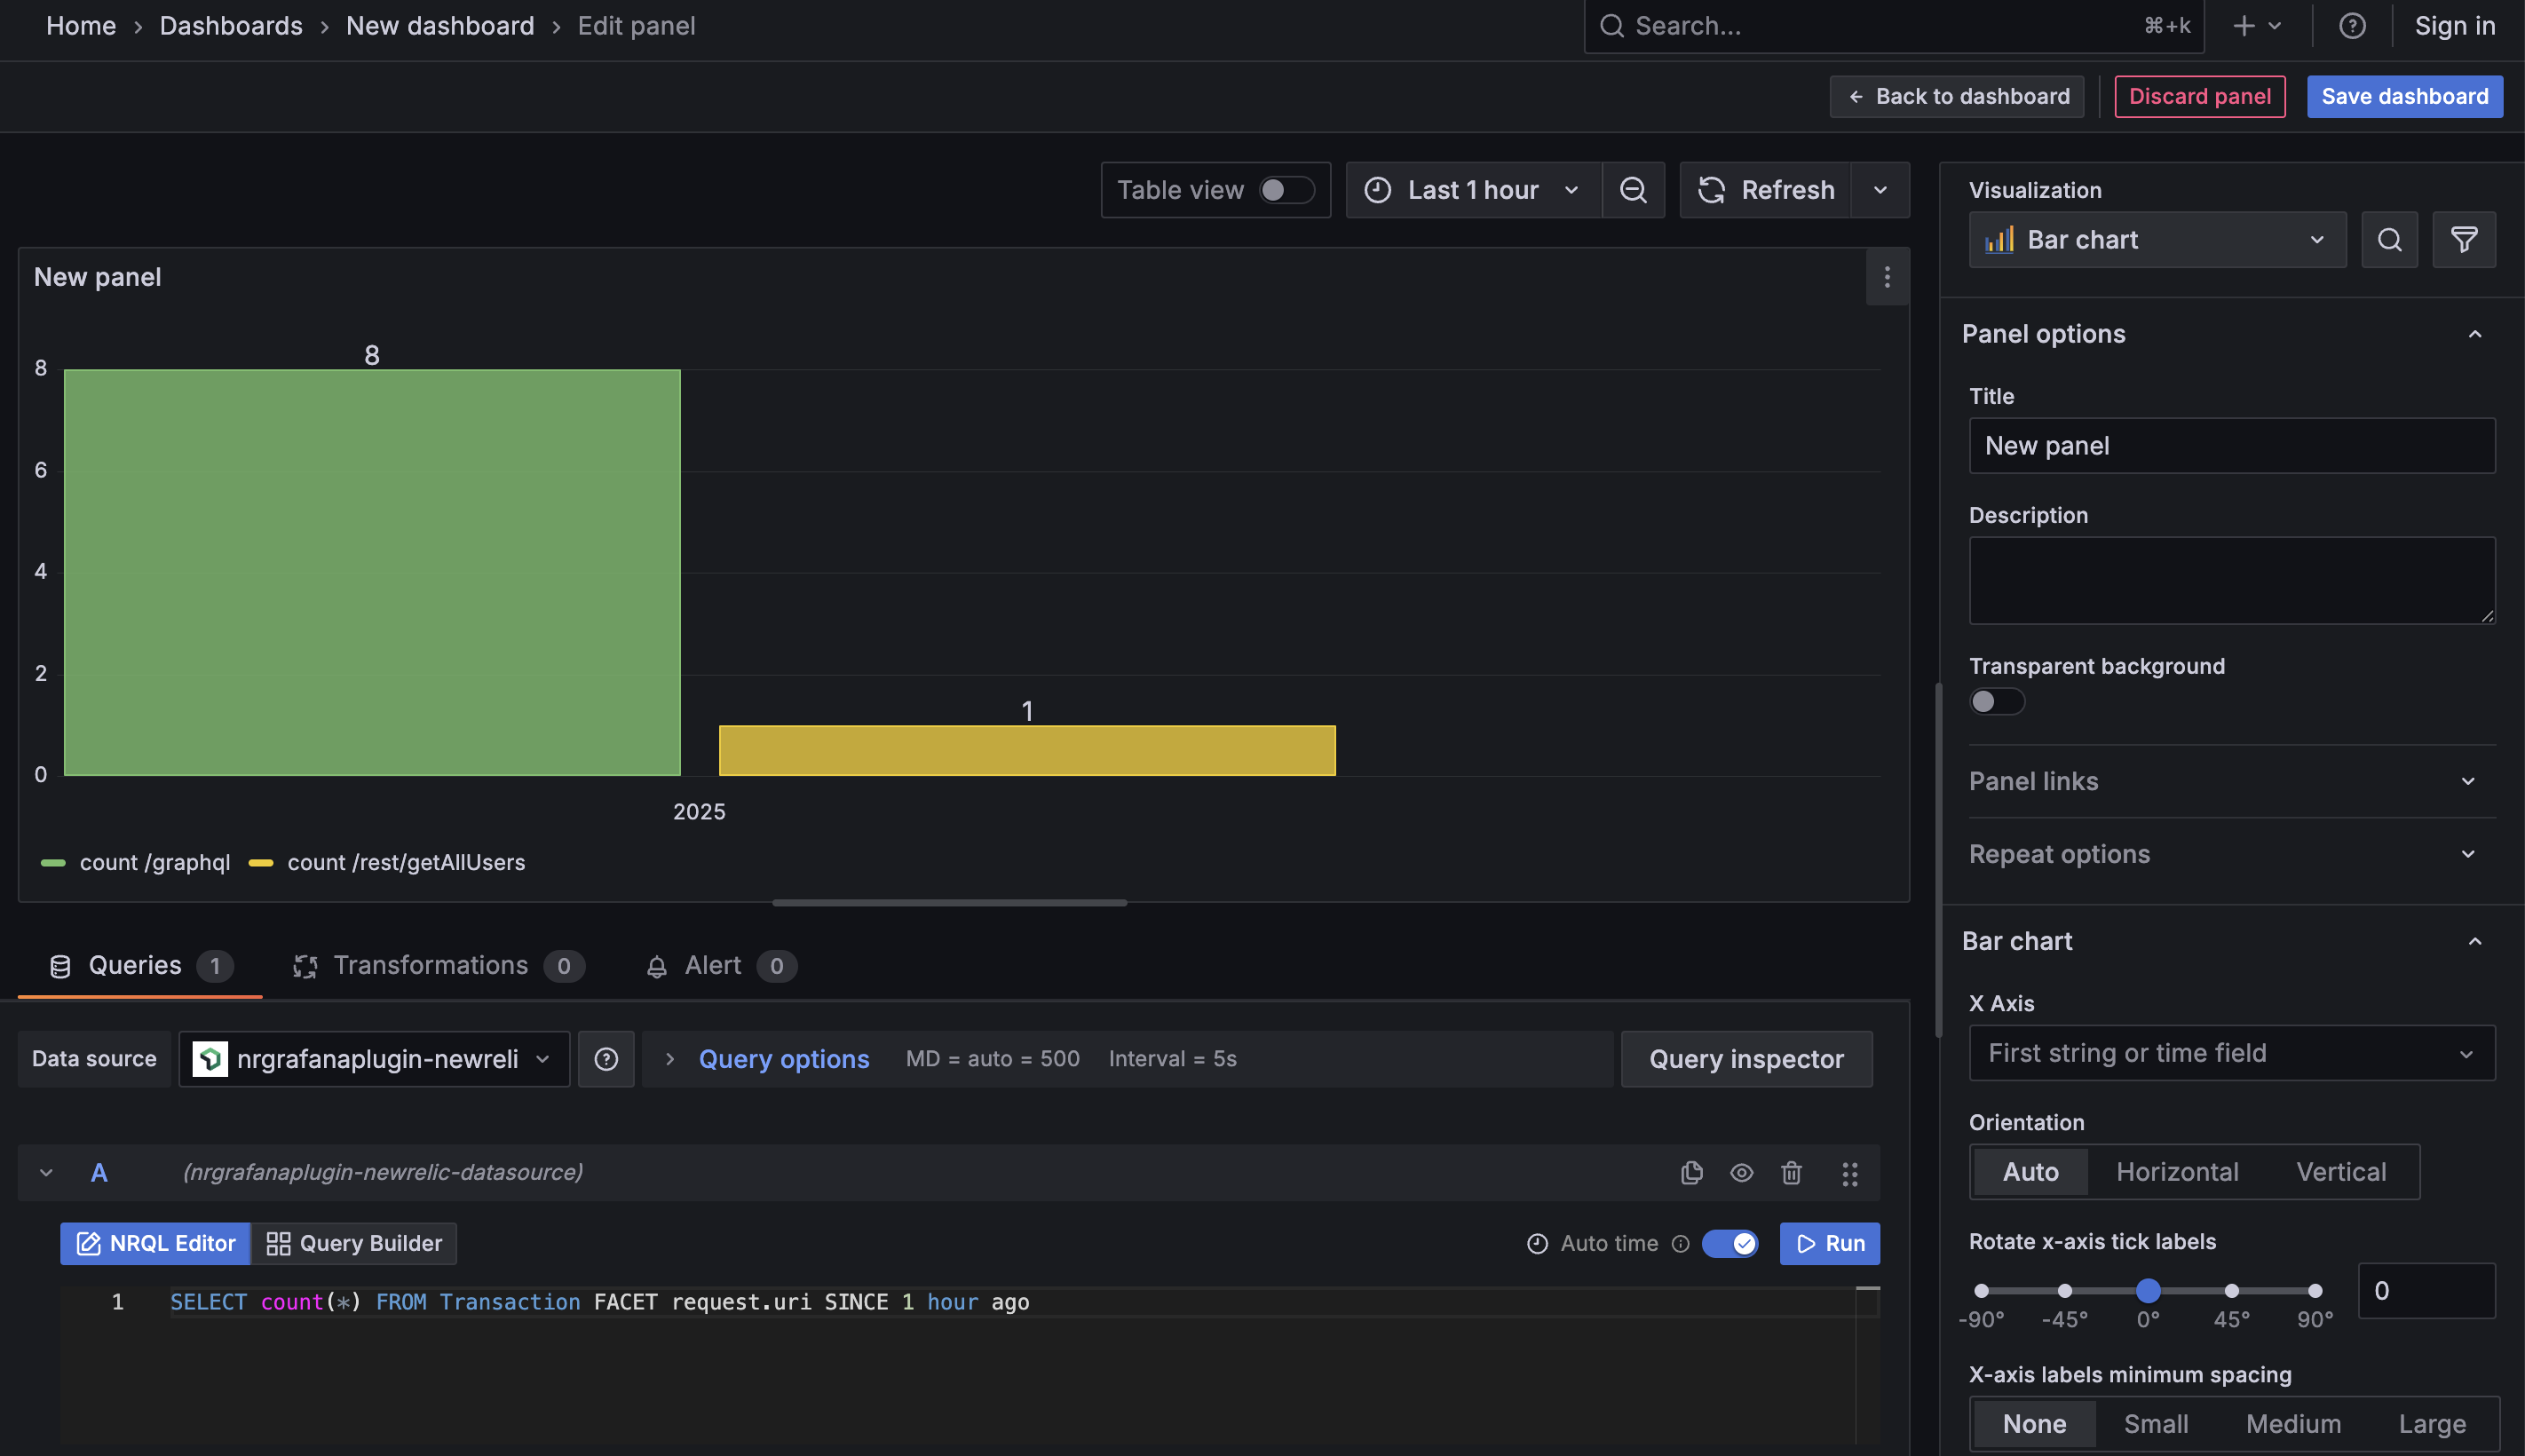 Home › Dashboards › New dashboard › Edit panel
Search... ⌘+k
Sign in
← Back to dashboard
Discard panel
Save dashboard
Table view
Last 1 hour
Refresh
New panel
8
6
4
2
0
8
1
2025
count /graphql
count /rest/getAllUsers
Queries 1
Transformations 0
Alert 0
Data source
nrgrafanaplugin-newreli
Query options
MD = auto = 500
Interval = 5s
Query inspector
A
(nrgrafanaplugin-newrelic-datasource)
NRQL Editor
Query Builder
Auto time
Run
1
SELECT count(*) FROM Transaction FACET request.uri SINCE 1 hour ago
Visualization
Bar chart
Panel options
Title
New panel
Description
Transparent background
Panel links
Repeat options
Bar chart
X Axis
First string or time field
Orientation
Auto
Horizontal
Vertical
Rotate x-axis tick labels
0
-90° -45° 0° 45° 90°
X-axis labels minimum spacing
None
Small
Medium
Large